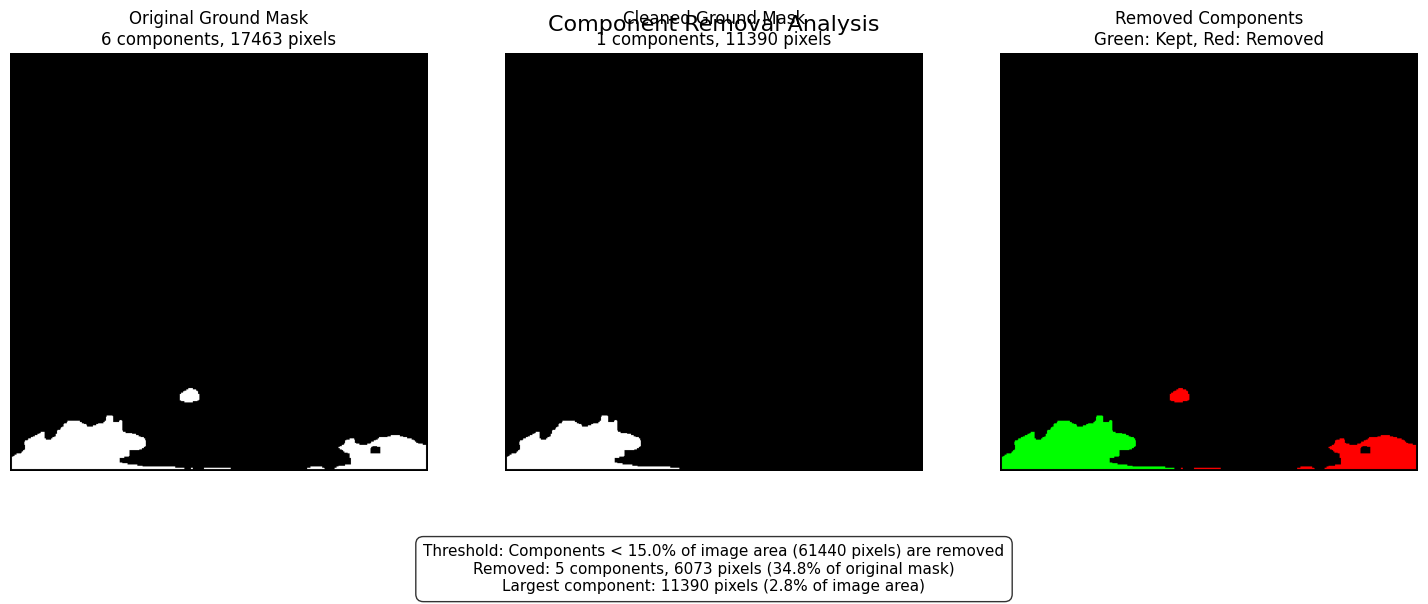 Component Removal Analysis
Original Ground Mask
6 components, 17463 pixels
Cleaned Ground Mask
1 components, 11390 pixels
Removed Components
Green: Kept, Red: Removed
Threshold: Components < 15.0% of image area (61440 pixels) are removed
Removed: 5 components, 6073 pixels (34.8% of original mask)
Largest component: 11390 pixels (2.8% of image area)